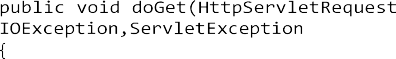 public void doGet(HttpServletRequest
IOException,ServletException
{